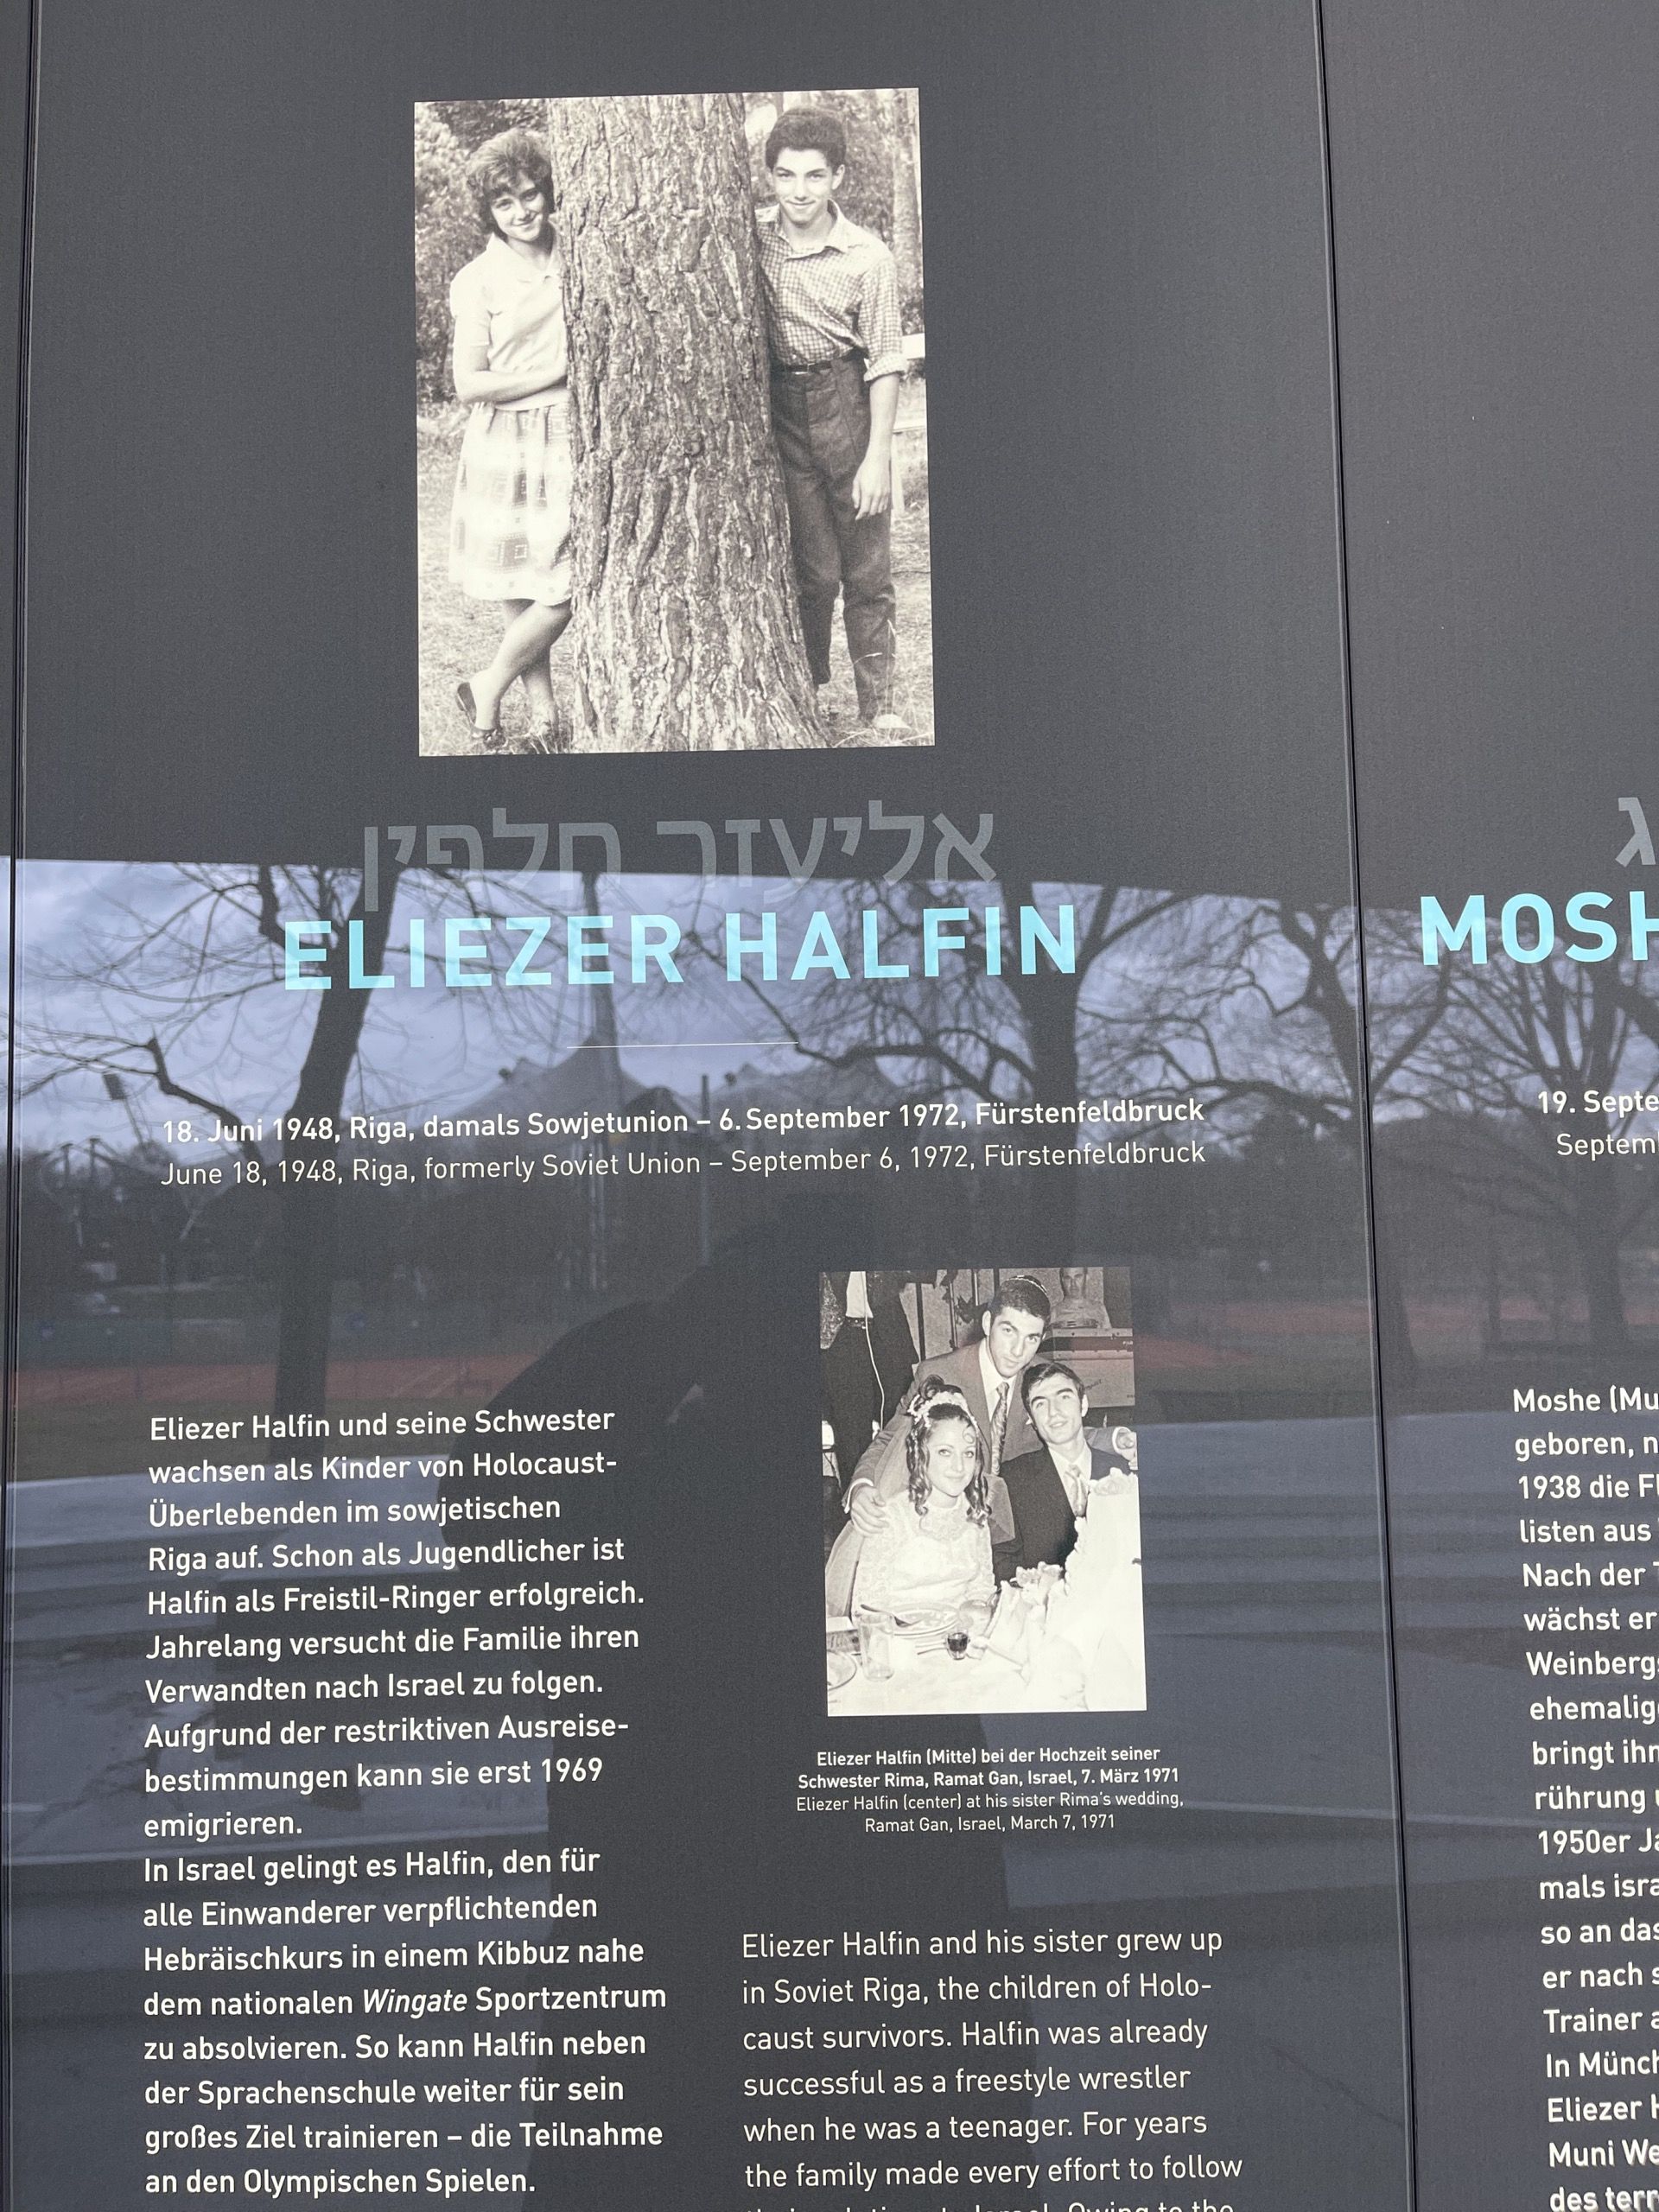 אליעזר חלפין
ELIEZER HALFIN
18. Juni 1948, Riga, damals Sowjetunion – 6. September 1972, Fürstenfeldbruck
June 18, 1948, Riga, formerly Soviet Union – September 6, 1972, Fürstenfeldbruck
Eliezer Halfin und seine Schwester
wachsen als Kinder von Holocaust-
Überlebenden im sowjetischen
Riga auf. Schon als Jugendlicher ist
Halfin als Freistil-Ringer erfolgreich.
Jahrelang versucht die Familie ihren
Verwandten nach Israel zu folgen.
Aufgrund der restriktiven Ausreise-
bestimmungen kann sie erst 1969
emigrieren.
In Israel gelingt es Halfin, den für
alle Einwanderer verpflichtenden
Hebräischkurs in einem Kibbuz nahe
dem nationalen Wingate Sportzentrum
zu absolvieren. So kann Halfin neben
der Sprachenschule weiter für sein
großes Ziel trainieren – die Teilnahme
an den Olympischen Spielen.
Eliezer Halfin (Mitte) bei der Hochzeit seiner
Schwester Rima, Ramat Gan, Israel, 7. März 1971
Eliezer Halfin (center) at his sister Rima's wedding,
Ramat Gan, Israel, March 7, 1971
Eliezer Halfin and his sister grew up
in Soviet Riga, the children of Holo-
caust survivors. Halfin was already
successful as a freestyle wrestler
when he was a teenager. For years
the family made every effort to follow
Israel. Owing to the
ג
MOSH
19. Septe
Septem
Moshe (Mu
geboren, n
1938 die Fl
listen aus
Nach der
wächst er
Weinbergs
ehemalige
bringt ihn
rührung
1950er Ja
mals isra
so an das
er nach s
Trainer a
In Münch
Eliezer H
Muni We
des terr